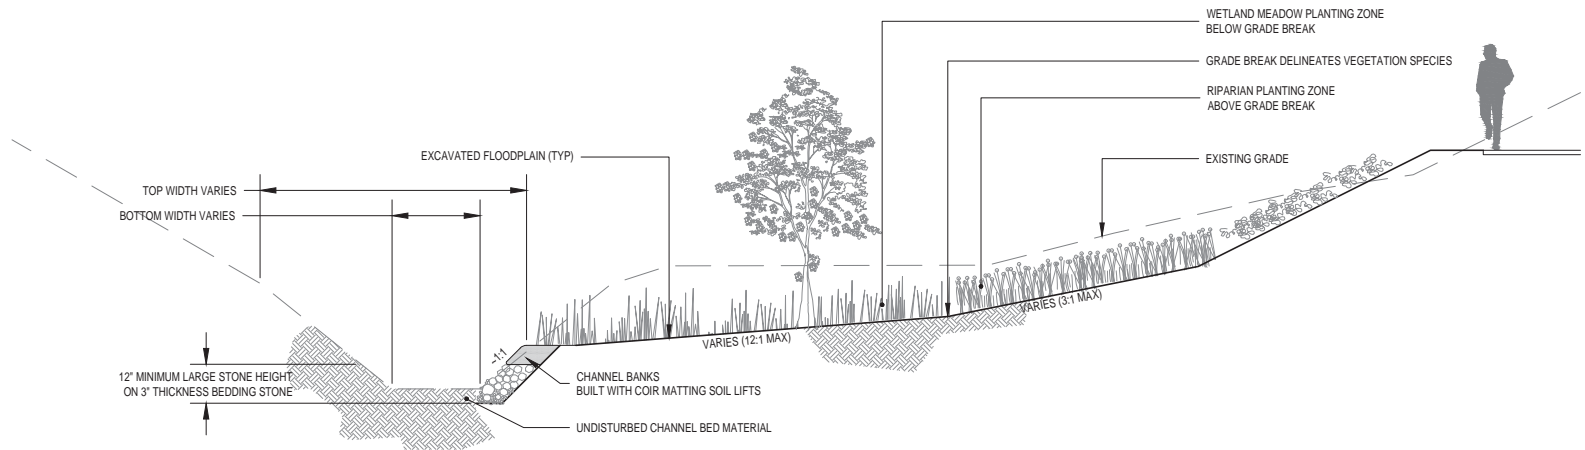 WETLAND MEADOW PLANTING ZONE
BELOW GRADE BREAK
GRADE BREAK DELINEATES VEGETATION SPECIES
RIPARIAN PLANTING ZONE
ABOVE GRADE BREAK
EXCAVATED FLOODPLAIN (TYP)
EXISTING GRADE
TOP WIDTH VARIES
BOTTOM WIDTH VARIES
VARIES (3:1 MAX)
VARIES (12:1 MAX)
~1:1
12" MINIMUM LARGE STONE HEIGHT
ON 3" THICKNESS BEDDING STONE
CHANNEL BANKS
BUILT WITH COIR MATTING SOIL LIFTS
UNDISTURBED CHANNEL BED MATERIAL